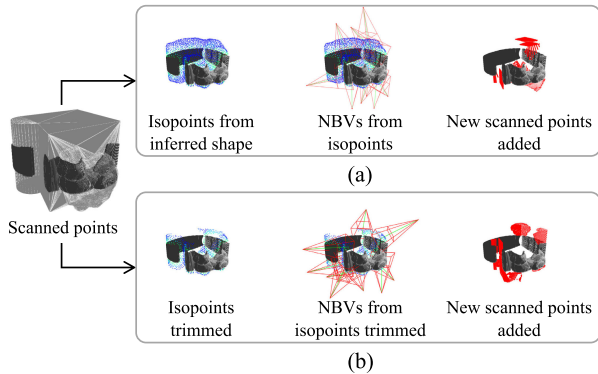 Isopoints from
inferred shape
NBVs from
isopoints
New scanned points
added
(a)
Scanned points
Isopoints
trimmed
NBVs from
isopoints trimmed
New scanned points
added
(b)